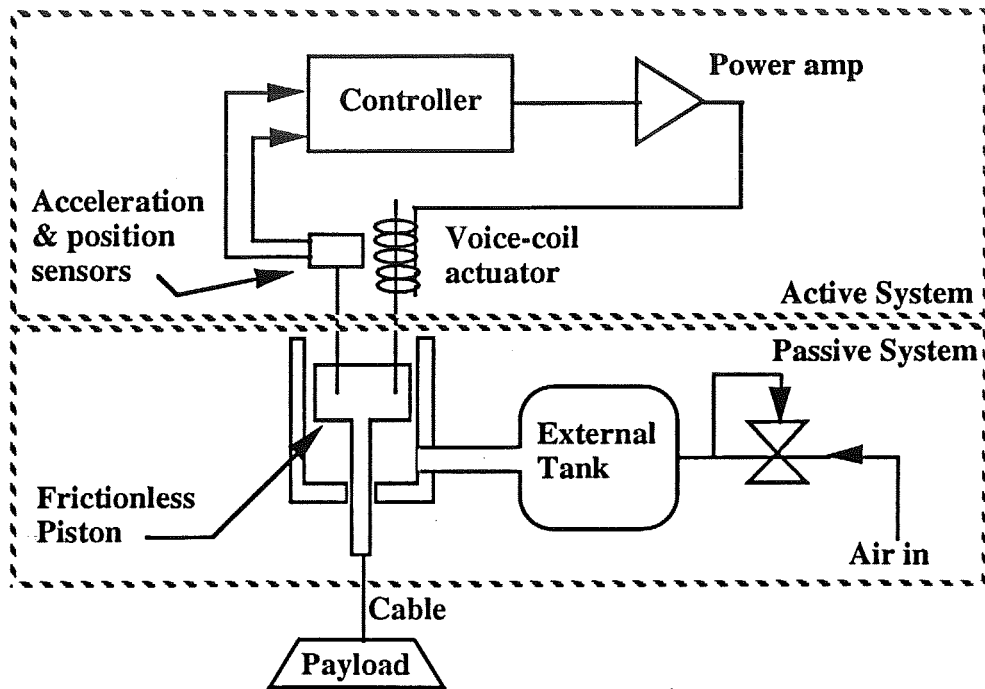 Power amp
Controller
Acceleration
& position
sensors
Voice-coil
actuator
Active System
Passive System
External
Tank
Frictionless
Piston
Air in
Cable
Payload